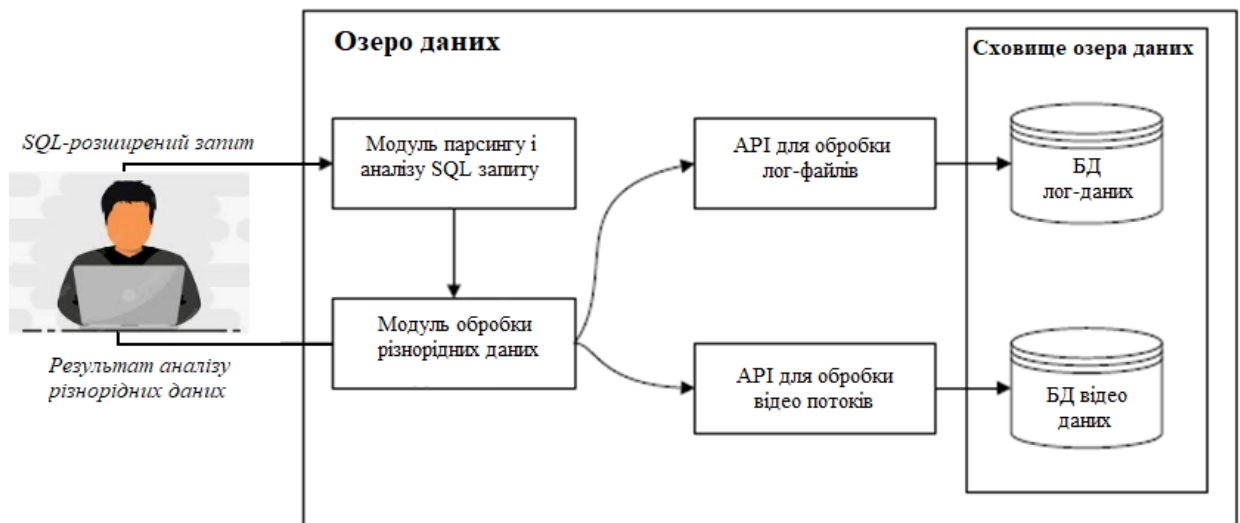 Озеро даних
Сховище озера даних
SQL-розширений запит
Модуль парсингу і
аналізу SQL запиту
API для обробки
лог-файлів
БД
лог-даних
Модуль обробки
різнорідних даних
Результат аналізу
різнорідних даних
API для обробки
відео потоків
БД відео
даних